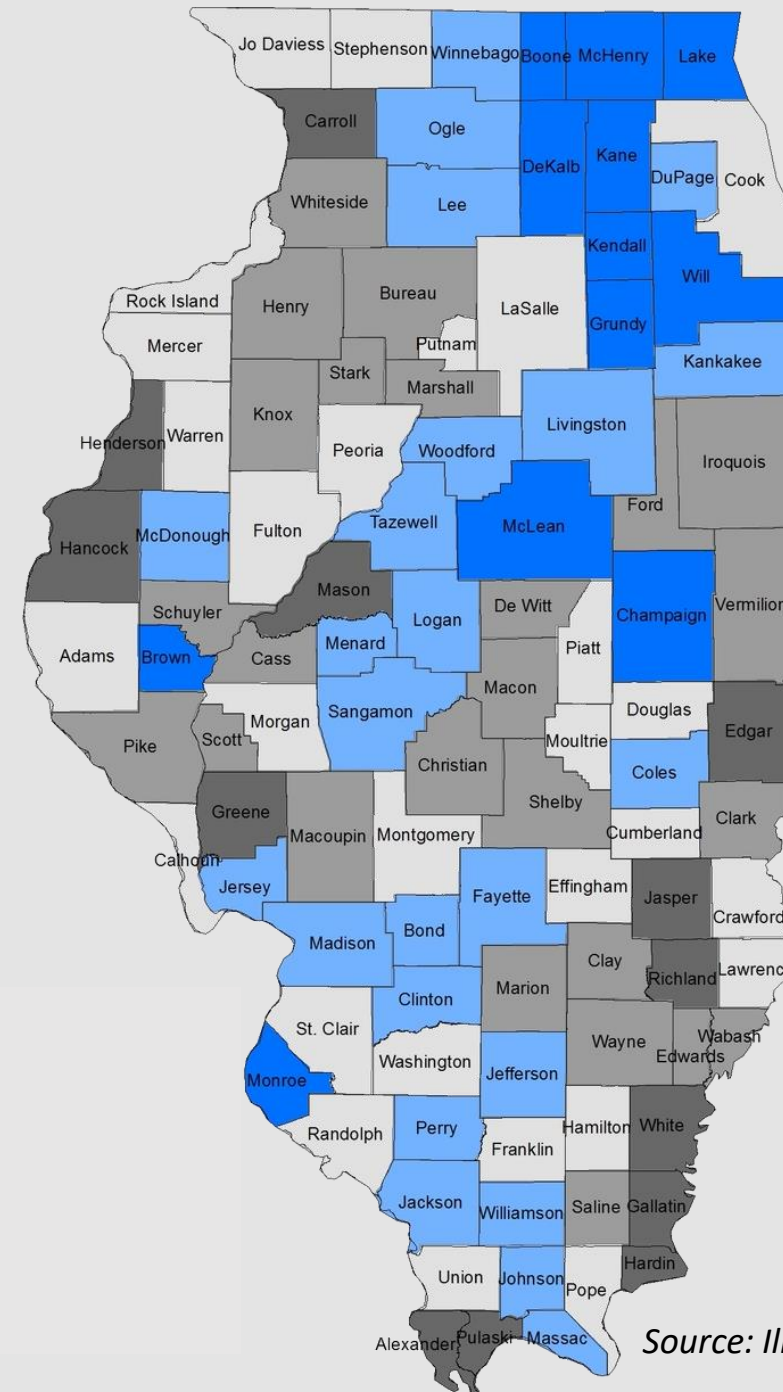 Jo Daviess
Stephenson
Winnebago
Boone
McHenry
Lake
Carroll
Ogle
DeKalb
Kane
DuPage
Cook
Whiteside
Lee
Kendall
Will
Rock Island
Henry
Bureau
LaSalle
Grundy
Mercer
Putnam
Kankakee
Stark
Marshall
Henderson
Warren
Knox
Peoria
Woodford
Livingston
Iroquois
Ford
Hancock
McDonough
Fulton
Tazewell
McLean
Mason
Schuyler
Logan
De Witt
Champaign
Vermilion
Adams
Brown
Cass
Menard
Piatt
Macon
Sangamon
Morgan
Douglas
Pike
Scott
Moultrie
Edgar
Christian
Coles
Greene
Shelby
Macoupin
Montgomery
Cumberland
Clark
Calhoun
Jersey
Fayette
Effingham
Jasper
Crawford
Madison
Bond
Clay
Richland
Lawrenc
Clinton
Marion
St. Clair
Washington
Wayne
Edwards
Wabash
Monroe
Jefferson
Randolph
Perry
Franklin
Hamilton
White
Jackson
Williamson
Saline
Gallatin
Union
Johnson
Pope
Hardin
Alexander
Pulaski
Massac
Source: Il